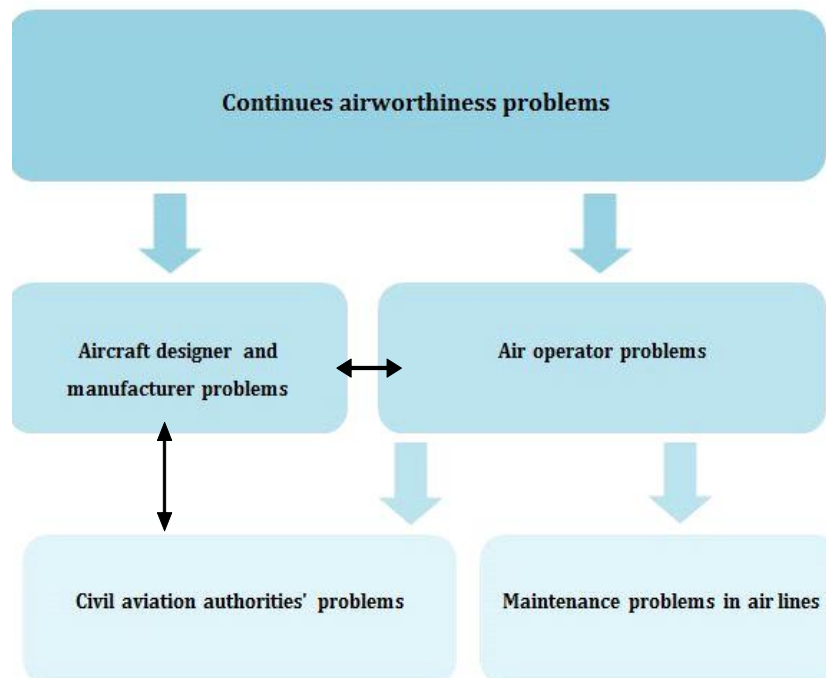 Continues airworthiness problems
Aircraft designer and
manufacturer problems
Air operator problems
Civil aviation authorities' problems
Maintenance problems in air lines